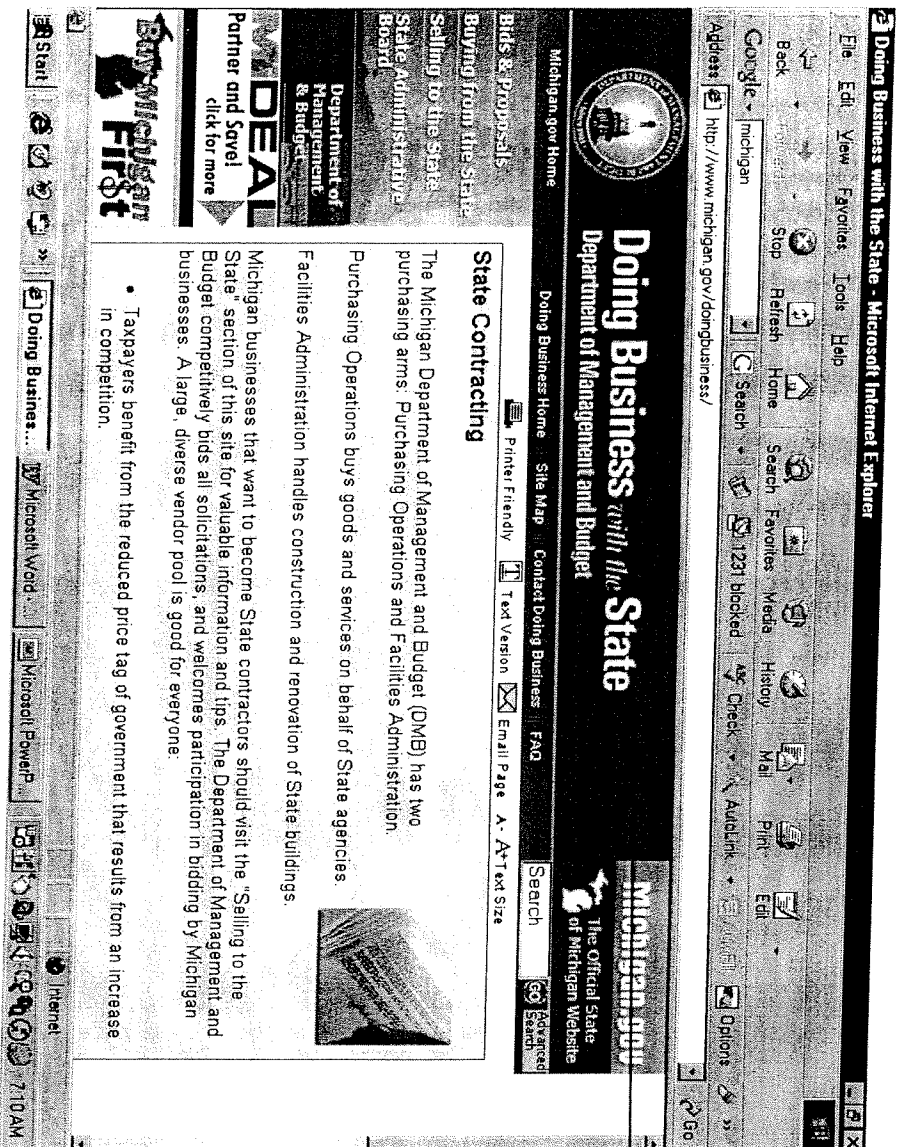 Doing Business with the State - Microsoft Internet Explorer
File Edit View Favorites Tools Help
Back Stop Refresh Home Search Favorites Media History Mail Print Edit
Google michigan Search 1231 blocked Check AutoLink Options
Address http://www.michigan.gov/doingbusiness/ Go
Michigan.gov
The Official State
of Michigan Website
Doing Business with the State
Department of Management and Budget
Michigan.gov Home Doing Business Home Site Map Contact Doing Business FAQ Search GO Advanced Search
Printer Friendly Text Version Email Page A- A+ Text Size
Bids & Proposals
Buying from the State
Selling to the State
State Administrative
Board
Department of
Management
& Budget
MiDEAL
Partner and Save!
click for more
Buy Michigan
First
State Contracting
The Michigan Department of Management and Budget (DMB) has two
purchasing arms: Purchasing Operations and Facilities Administration.
Purchasing Operations buys goods and services on behalf of State agencies.
Facilities Administration handles construction and renovation of State buildings.
Michigan businesses that want to become State contractors should visit the "Selling to the
State" section of this site for valuable information and tips. The Department of Management and
Budget competitively bids all solicitations, and welcomes participation in bidding by Michigan
businesses. A large, diverse vendor pool is good for everyone:
• Taxpayers benefit from the reduced price tag of government that results from an increase
in competition.
Internet
Start Doing Busines... Microsoft Word - ... Microsoft PowerP... 7:10 AM